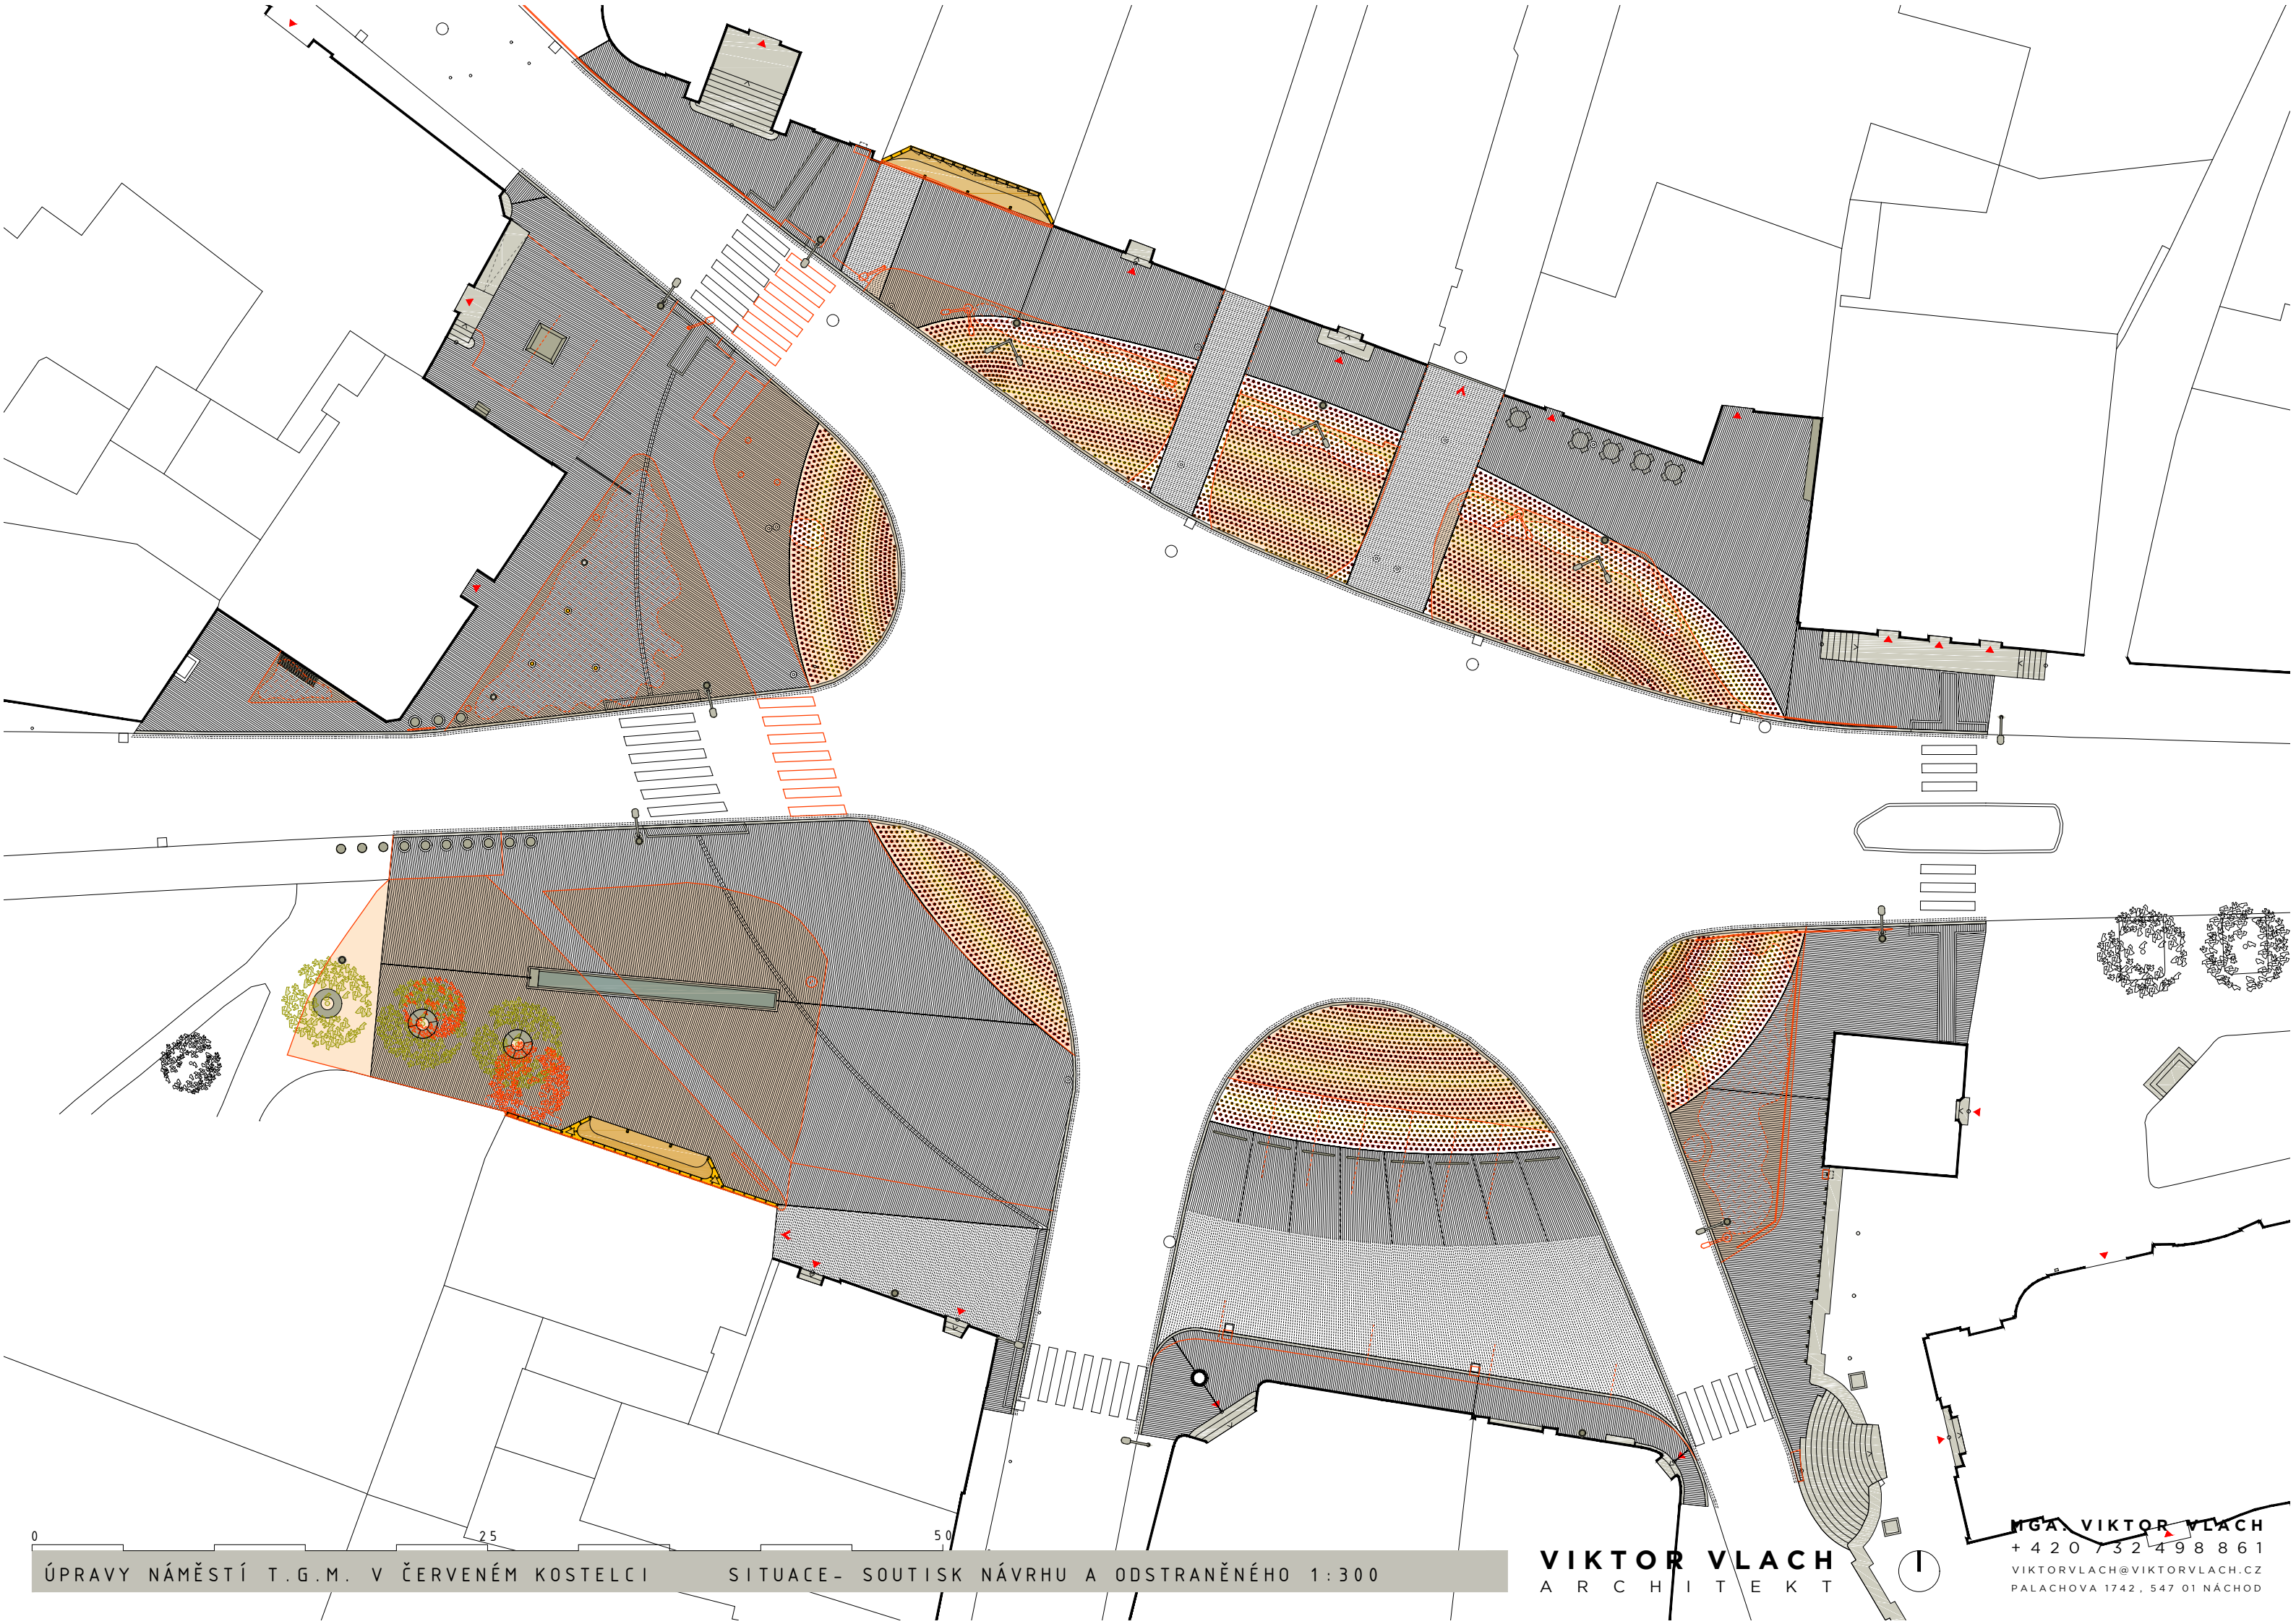 0 25 50
ÚPRAVY NÁMĚSTÍ T.G.M. V ČERVENÉM KOSTELCI SITUACE- SOUTISK NÁVRHU A ODSTRANĚNÉHO 1:300
VIKTOR VLACH
ARCHITEKT
MGA. VIKTOR VLACH
+420 732 498 861
VIKTORVLACH@VIKTORVLACH.CZ
PALACHOVA 1742, 547 01 NÁCHOD